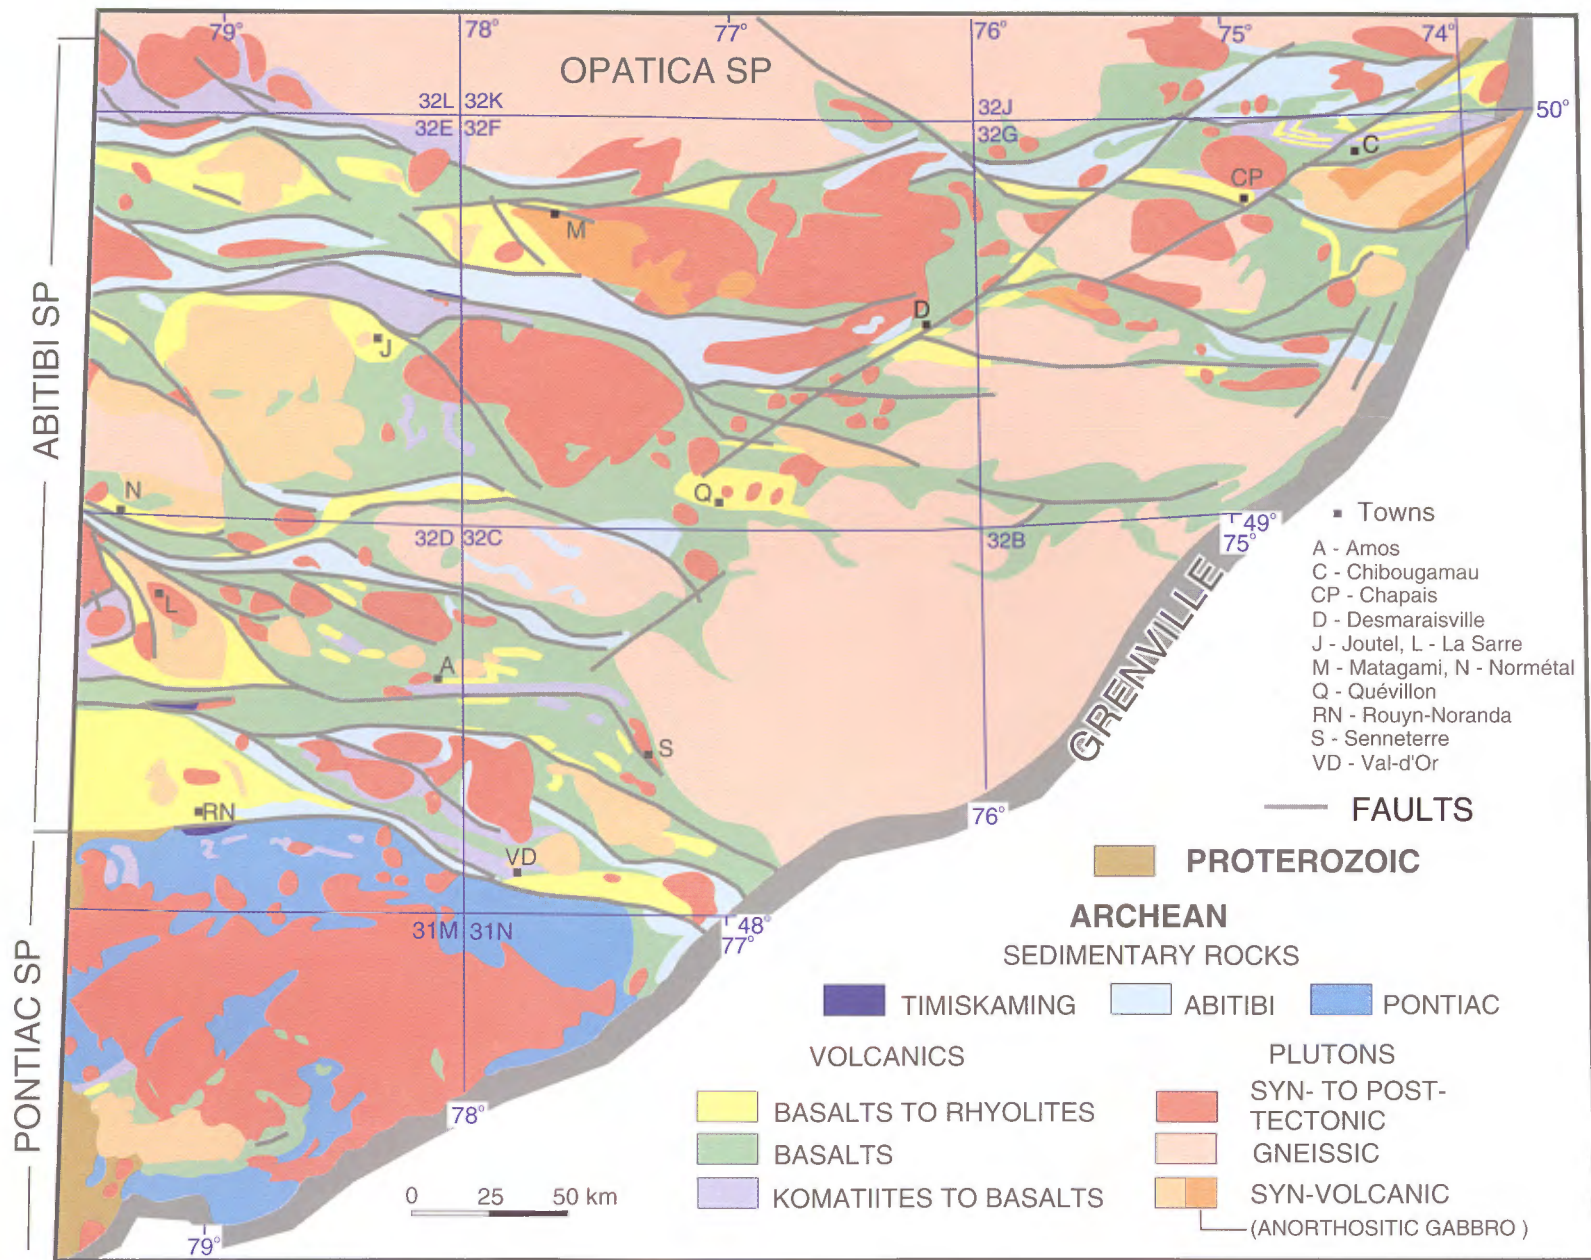 79°
78°
77°
76°
75°
74°
OPATICA SP
32L 32K
32E 32F
32J
32G
50°
C
CP
M
D
J
ABITIBI SP
N
Q
32D 32C
32B
49°
75°
L
A
S
GRENVILLE
RN
VD
76°
31M 31N
48°
77°
PONTIAC SP
78°
79°
0 25 50 km
Towns
A - Amos
C - Chibougamau
CP - Chapais
D - Desmaraisville
J - Joutel, L - La Sarre
M - Matagami, N - Normétal
Q - Quévillon
RN - Rouyn-Noranda
S - Senneterre
VD - Val-d'Or
FAULTS
PROTEROZOIC
ARCHEAN
SEDIMENTARY ROCKS
TIMISKAMING ABITIBI PONTIAC
VOLCANICS
BASALTS TO RHYOLITES
BASALTS
KOMATIITES TO BASALTS
PLUTONS
SYN- TO POST-
TECTONIC
GNEISSIC
SYN-VOLCANIC
(ANORTHOSITIC GABBRO )